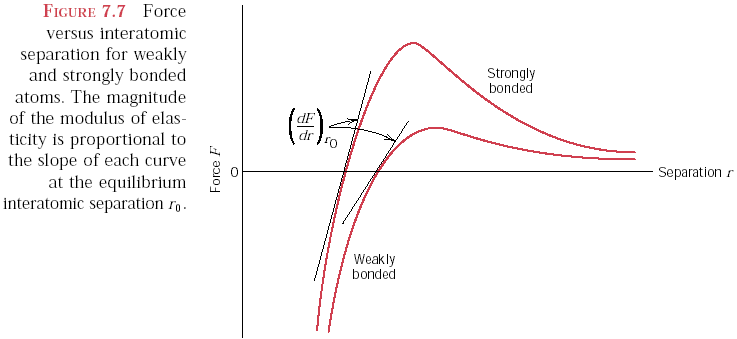 FIGURE 7.7 Force
versus interatomic
separation for weakly
and strongly bonded
atoms. The magnitude
of the modulus of elas-
ticity is proportional to
the slope of each curve
at the equilibrium
interatomic separation r0.
Strongly
bonded
(dF/dr)r0
Force F
0
Separation r
Weakly
bonded